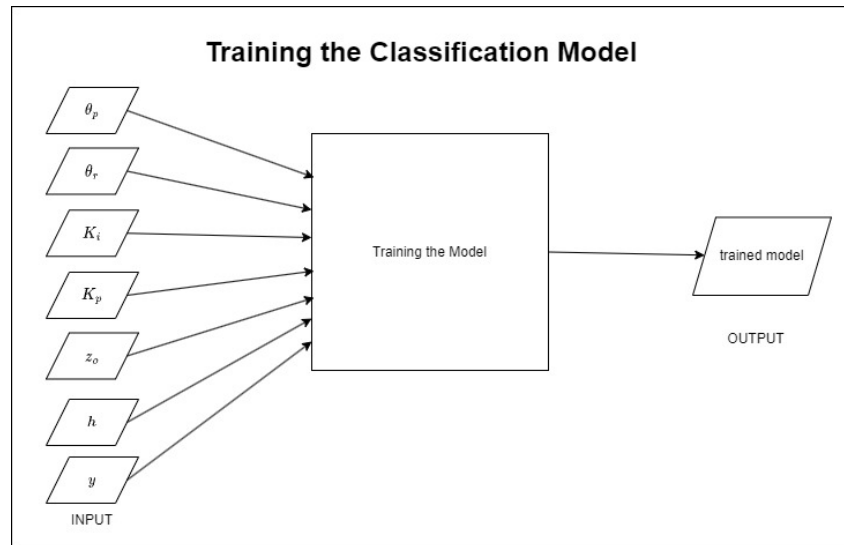 Training the Classification Model
θ_p
θ_r
K_i
K_p
z_o
h
y
INPUT
Training the Model
trained model
OUTPUT